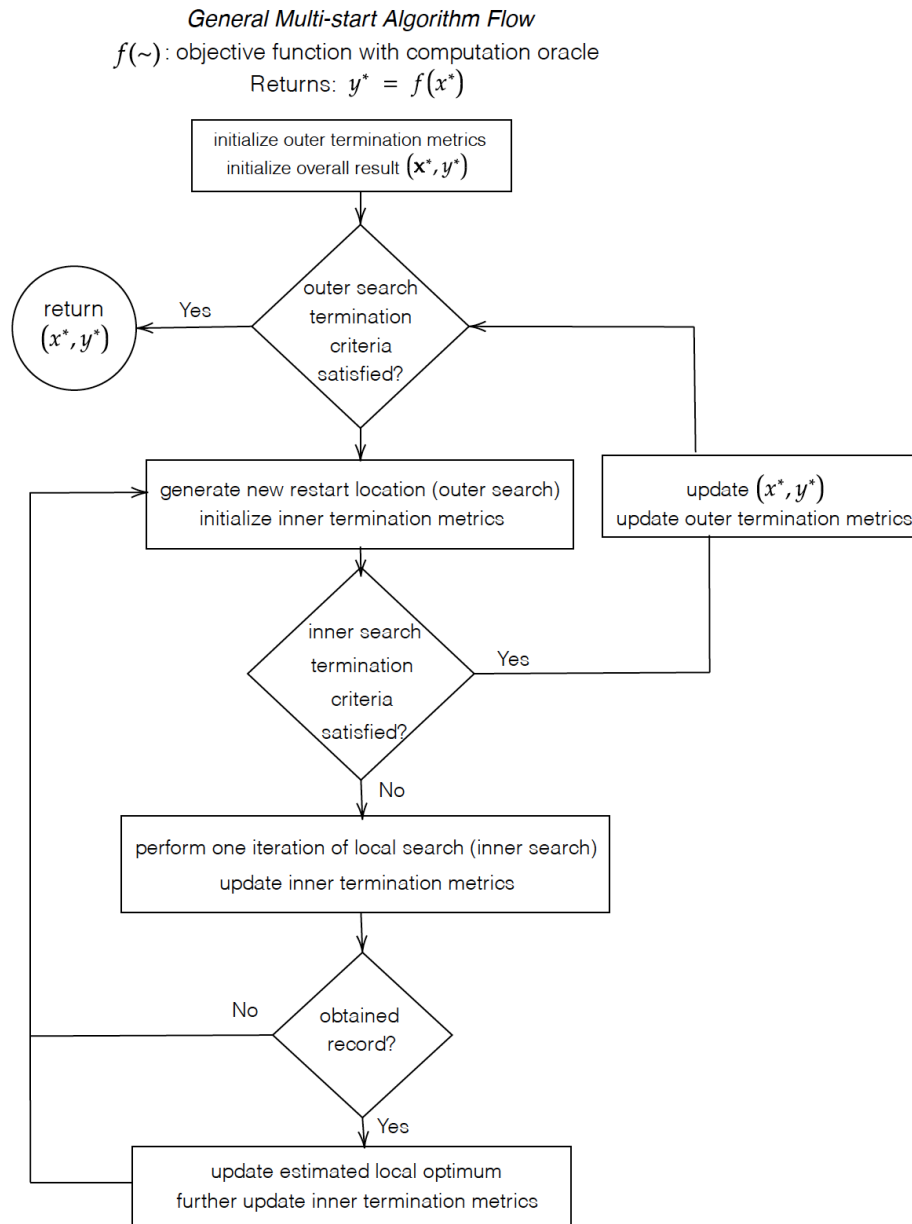 General Multi-start Algorithm Flow
f(~): objective function with computation oracle
Returns: y* = f(x*)
initialize outer termination metrics
initialize overall result (x*, y*)
outer search
termination
criteria
satisfied?
Yes
return
(x*, y*)
generate new restart location (outer search)
initialize inner termination metrics
update (x*, y*)
update outer termination metrics
inner search
termination
criteria
satisfied?
Yes
No
perform one iteration of local search (inner search)
update inner termination metrics
No
obtained
record?
Yes
update estimated local optimum
further update inner termination metrics